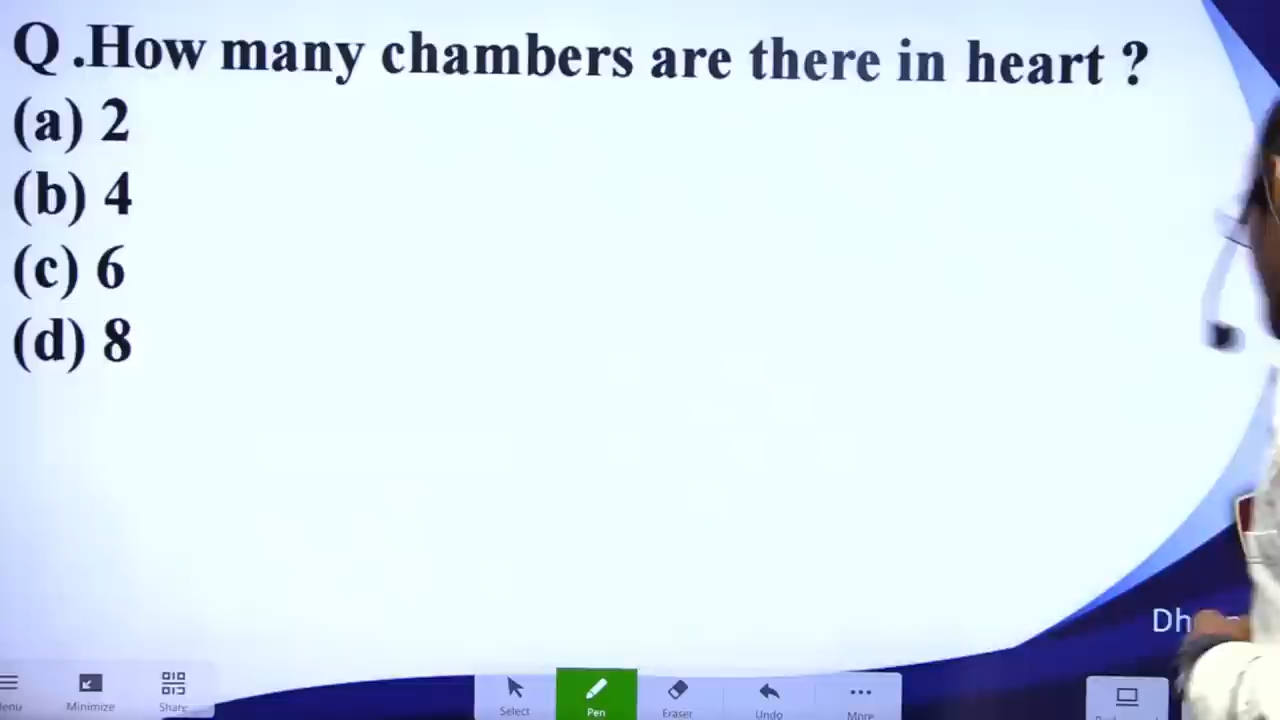 Q .How many chambers are there in heart ?
(a) 2
(b) 4
(c) 6
(d) 8
Minimize
Share
Select
Pen
Eraser
Undo
More